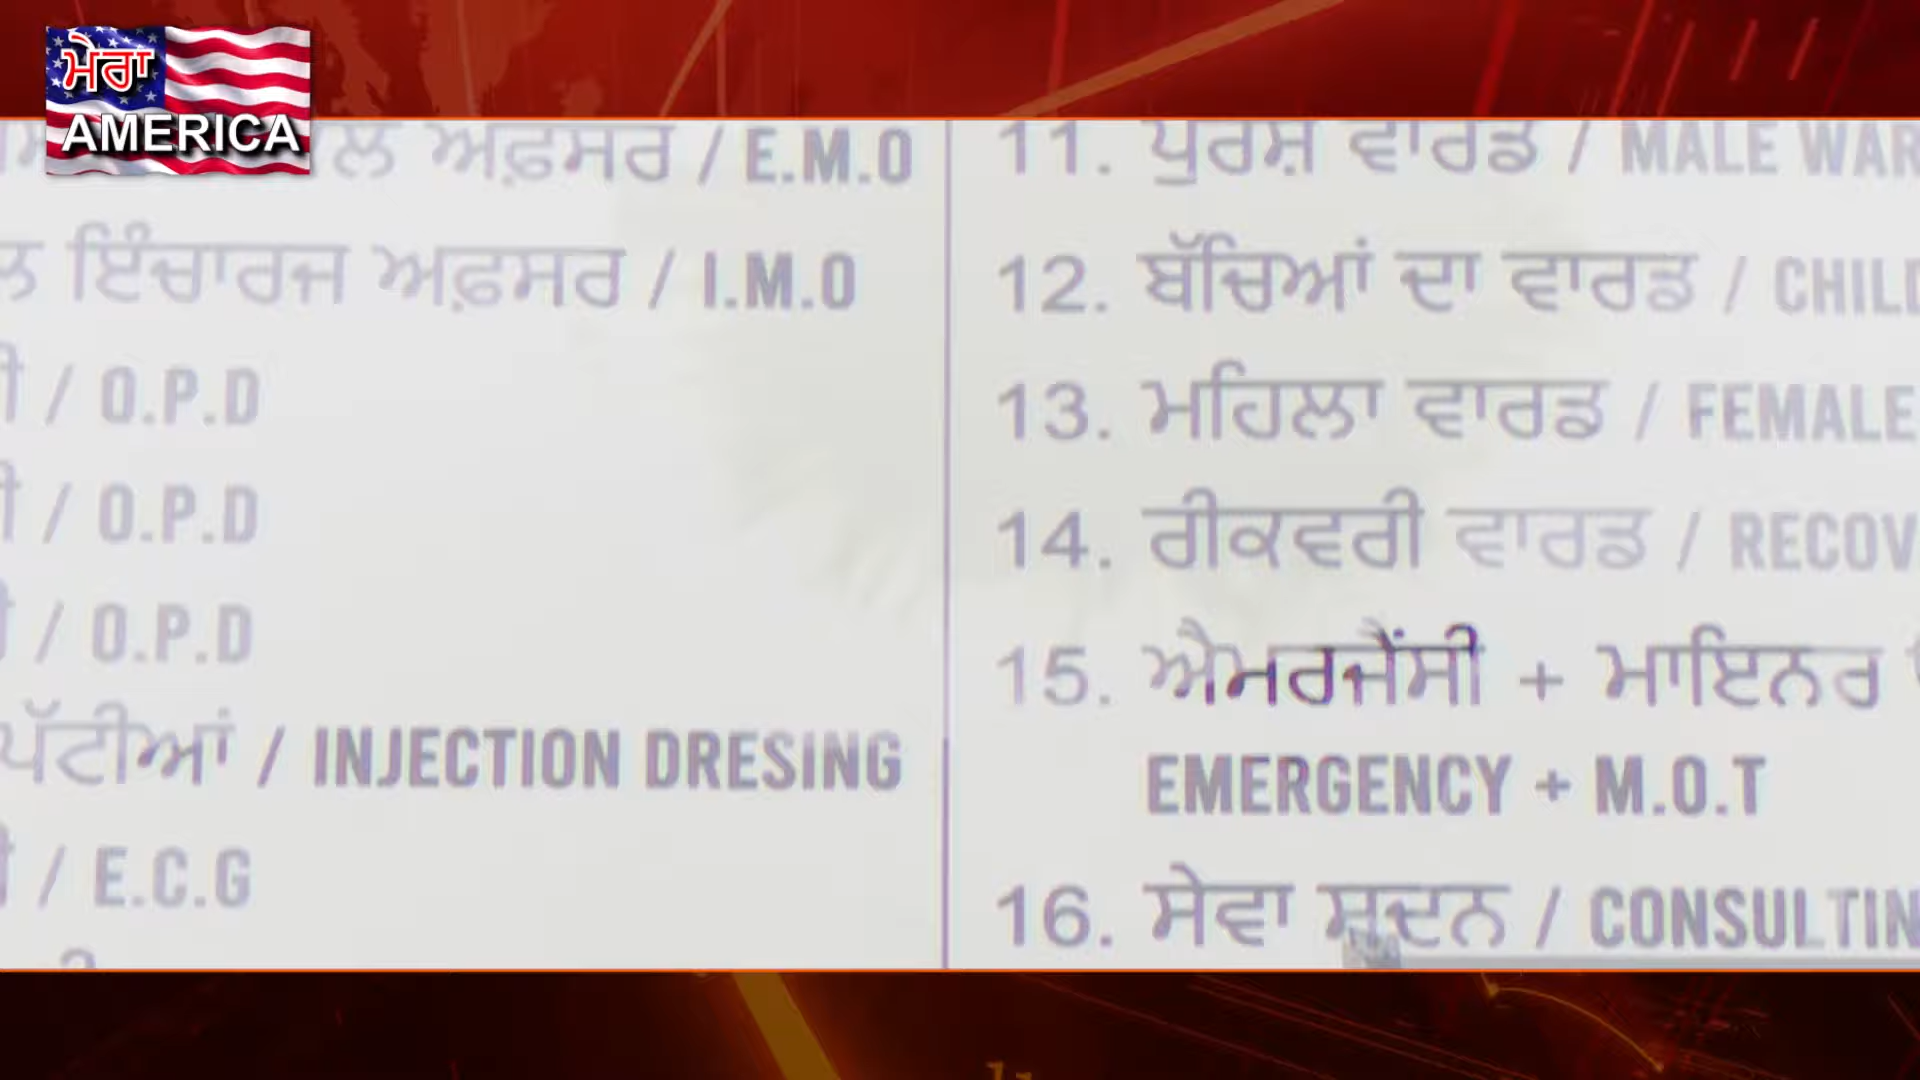 ਮੇਰਾ
AMERICA
ਅਫ਼ਸਰ / E.M.O
ਇੰਚਾਰਜ ਅਫ਼ਸਰ / I.M.O
/ O.P.D
/ O.P.D
/ O.P.D
ਪੱਟੀਆਂ / INJECTION DRESING
/ E.C.G
11. ਪੁਰਸ਼ ਵਾਰਡ / MALE WAR
12. ਬੱਚਿਆਂ ਦਾ ਵਾਰਡ / CHILD
13. ਮਹਿਲਾ ਵਾਰਡ / FEMALE
14. ਰੀਕਵਰੀ ਵਾਰਡ / RECOV
15. ਐਮਰਜੈਂਸੀ + ਮਾਇਨਰ
EMERGENCY + M.O.T
16. ਸੇਵਾ ਸਦਨ / CONSULTIN